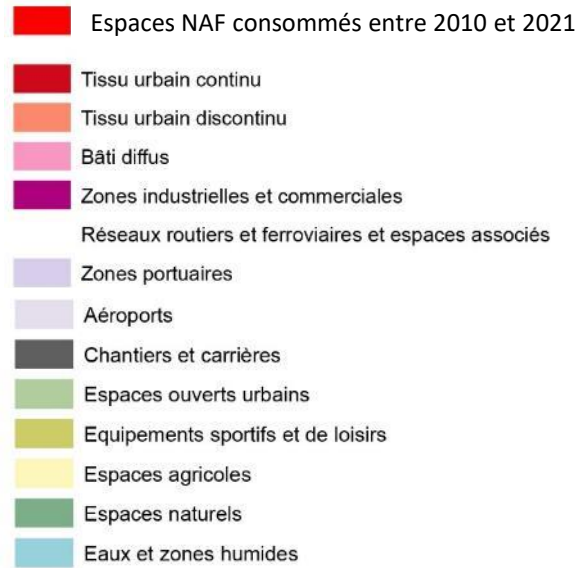 Espaces NAF consommés entre 2010 et 2021
Tissu urbain continu
Tissu urbain discontinu
Bâti diffus
Zones industrielles et commerciales
Réseaux routiers et ferroviaires et espaces associés
Zones portuaires
Aéroports
Chantiers et carrières
Espaces ouverts urbains
Equipements sportifs et de loisirs
Espaces agricoles
Espaces naturels
Eaux et zones humides